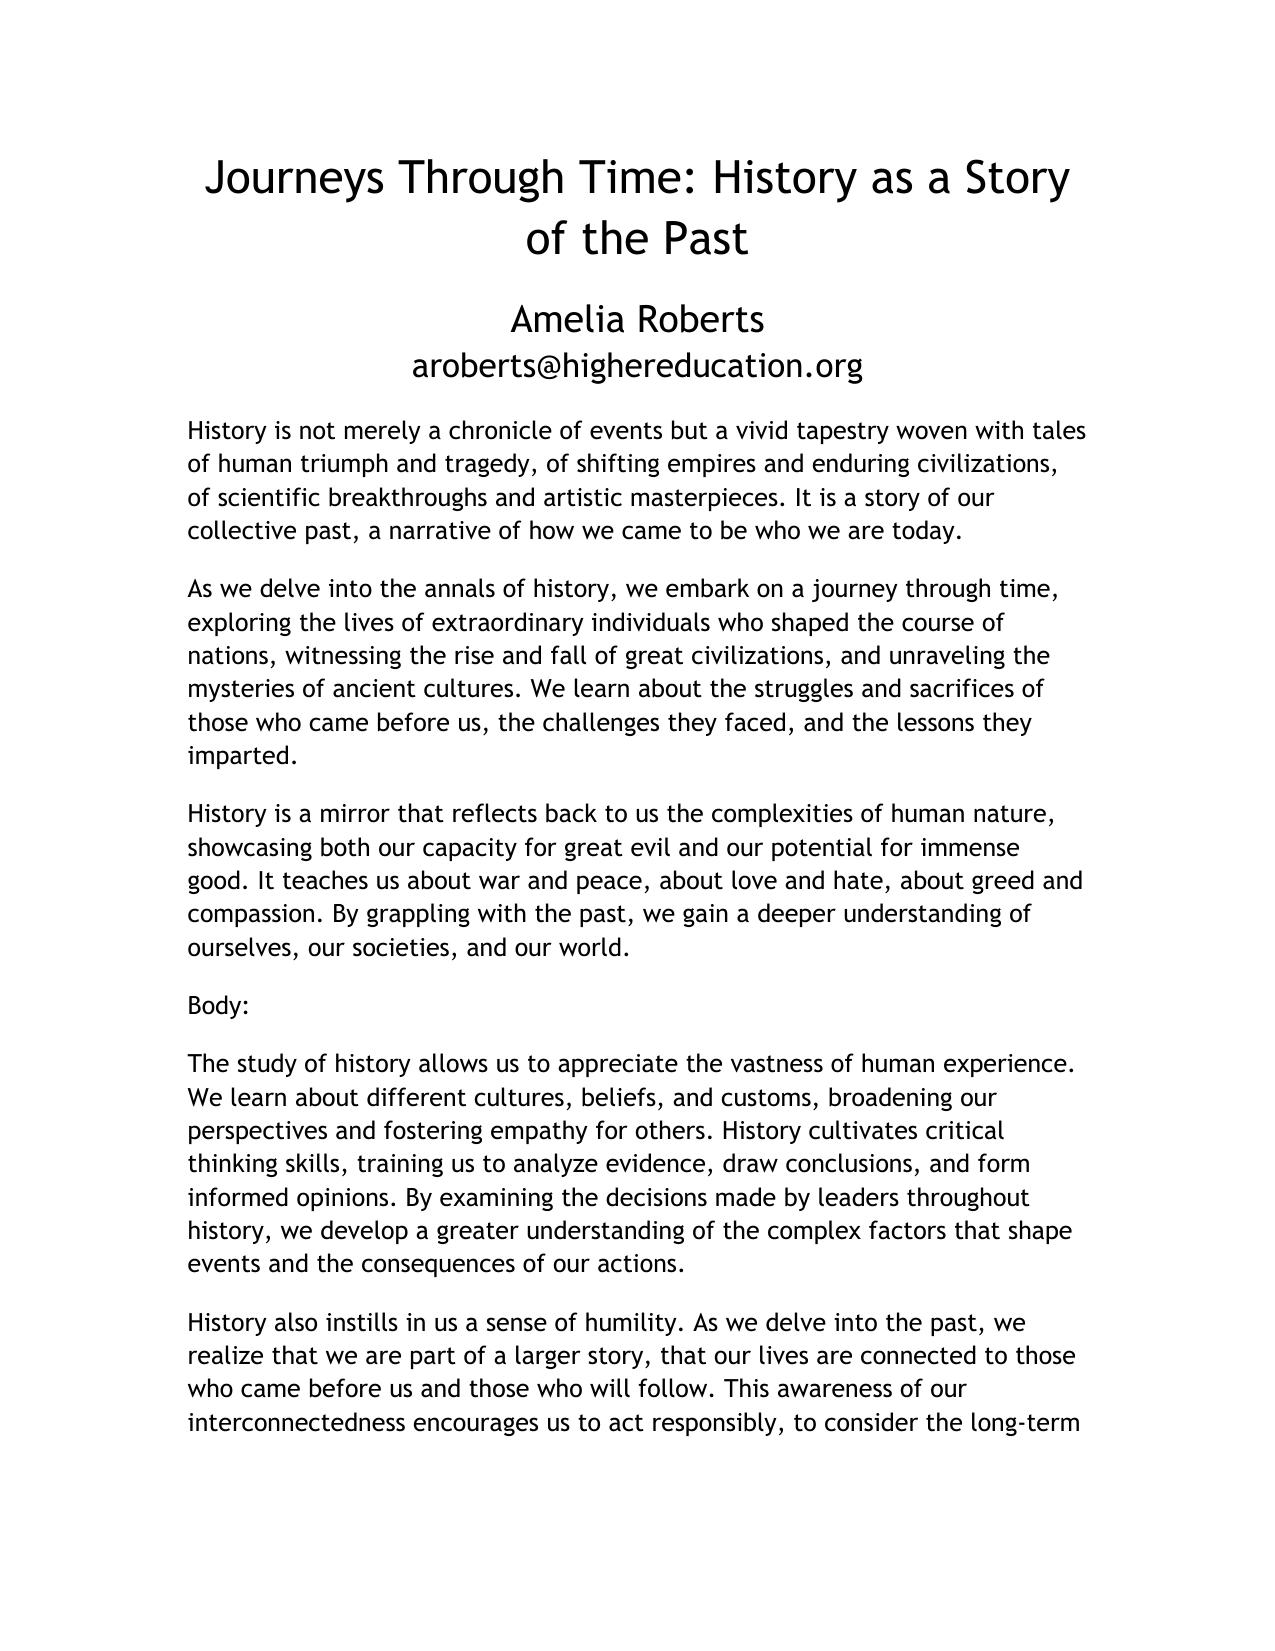 Journeys Through Time: History as a Story
of the Past
Amelia Roberts
aroberts@highereducation.org
History is not merely a chronicle of events but a vivid tapestry woven with tales
of human triumph and tragedy, of shifting empires and enduring civilizations,
of scientific breakthroughs and artistic masterpieces. It is a story of our
collective past, a narrative of how we came to be who we are today.
As we delve into the annals of history, we embark on a journey through time,
exploring the lives of extraordinary individuals who shaped the course of
nations, witnessing the rise and fall of great civilizations, and unraveling the
mysteries of ancient cultures. We learn about the struggles and sacrifices of
those who came before us, the challenges they faced, and the lessons they
imparted.
History is a mirror that reflects back to us the complexities of human nature,
showcasing both our capacity for great evil and our potential for immense
good. It teaches us about war and peace, about love and hate, about greed and
compassion. By grappling with the past, we gain a deeper understanding of
ourselves, our societies, and our world.
Body:
The study of history allows us to appreciate the vastness of human experience.
We learn about different cultures, beliefs, and customs, broadening our
perspectives and fostering empathy for others. History cultivates critical
thinking skills, training us to analyze evidence, draw conclusions, and form
informed opinions. By examining the decisions made by leaders throughout
history, we develop a greater understanding of the complex factors that shape
events and the consequences of our actions.
History also instills in us a sense of humility. As we delve into the past, we
realize that we are part of a larger story, that our lives are connected to those
who came before us and those who will follow. This awareness of our
interconnectedness encourages us to act responsibly, to consider the long-term